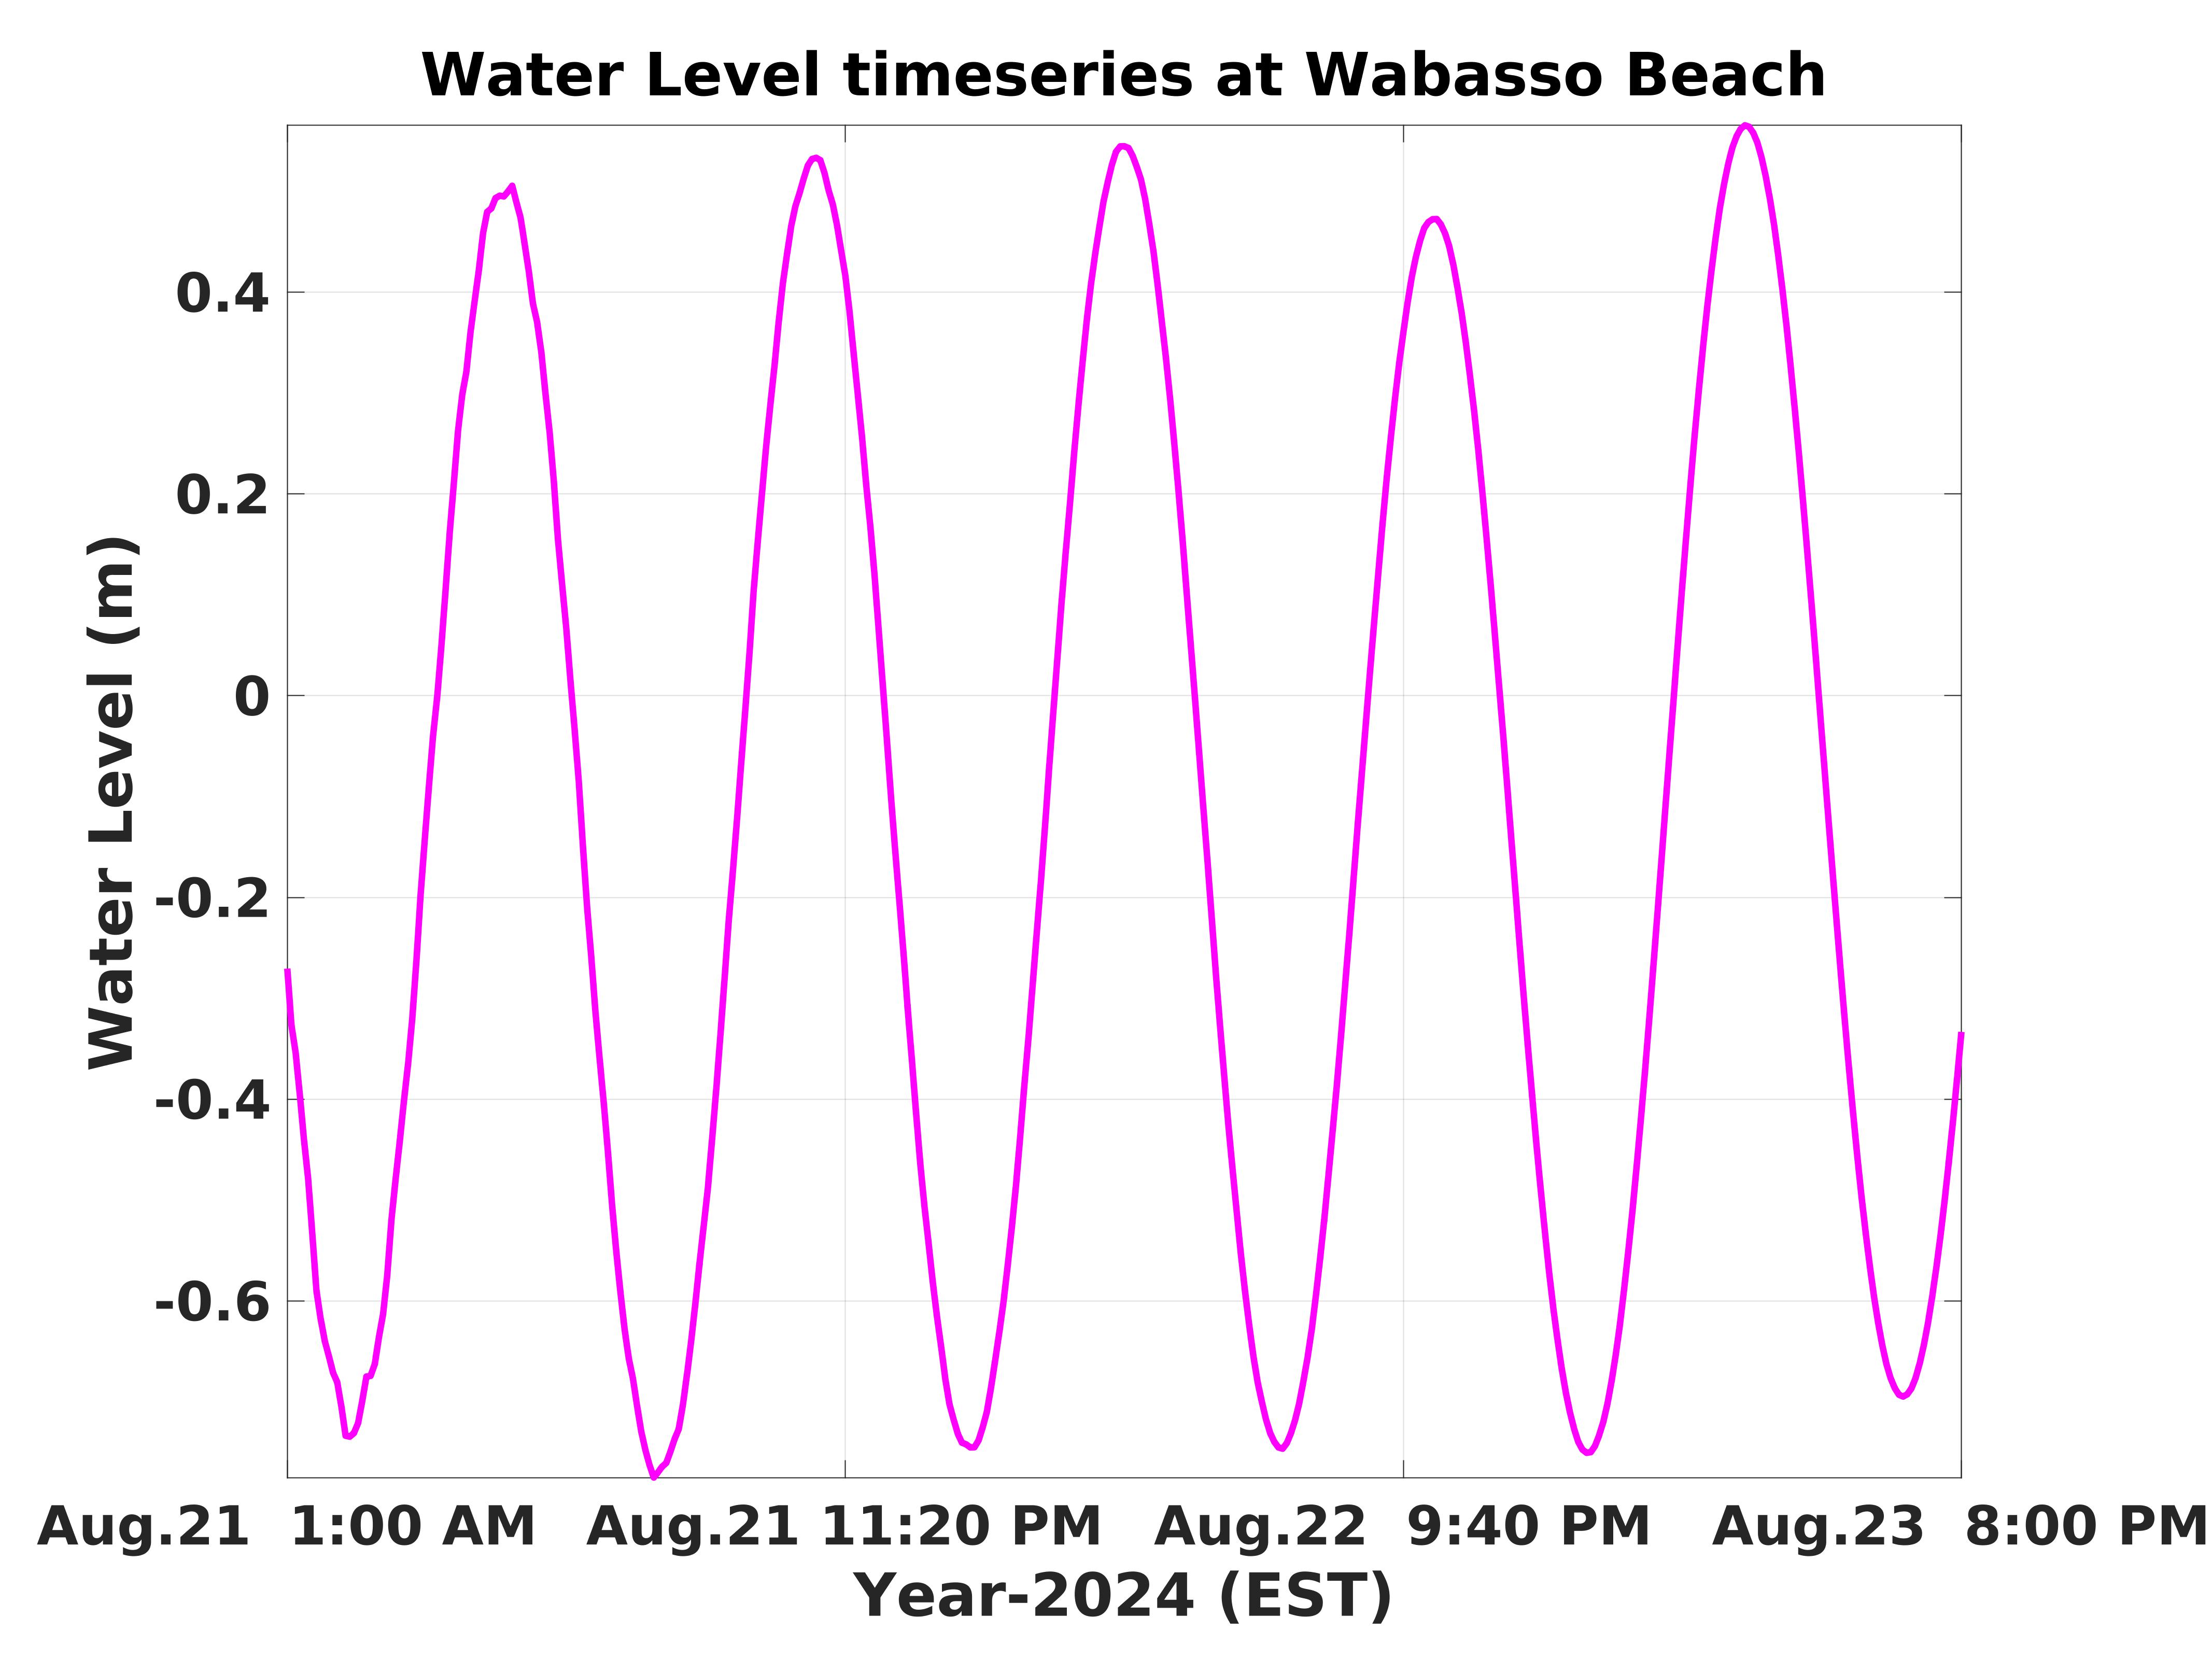 Water Level timeseries at Wabasso Beach
Water Level (m)
0.4
0.2
0
-0.2
-0.4
-0.6
Aug.21 1:00 AM Aug.21 11:20 PM Aug.22 9:40 PM Aug.23 8:00 PM
Year-2024 (EST)